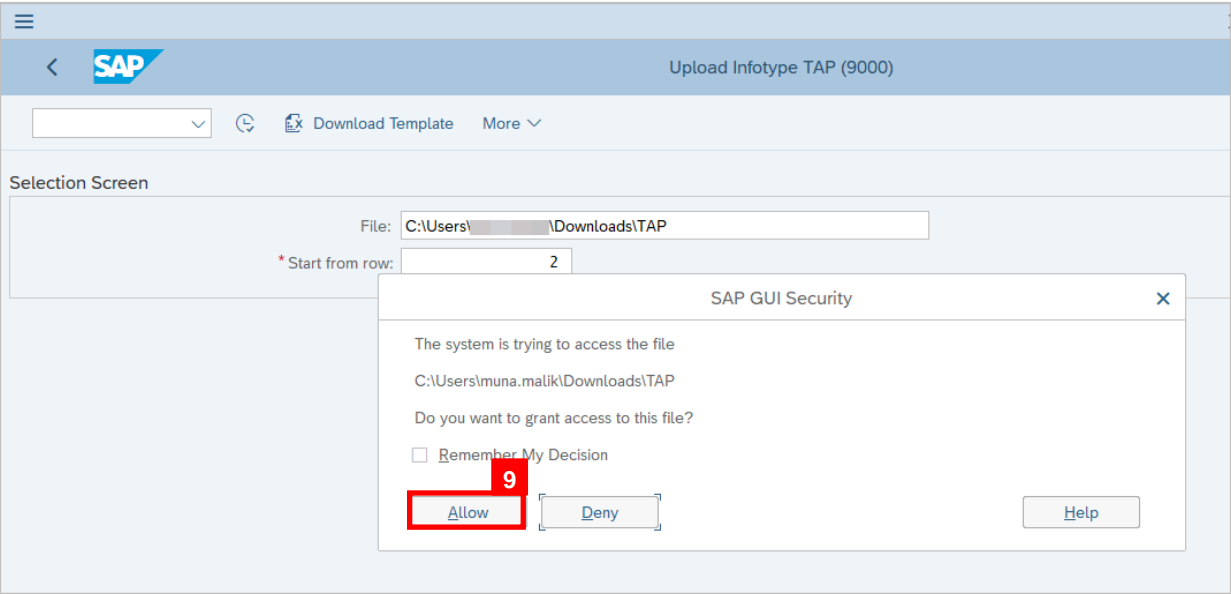 SAP
Upload Infotype TAP (9000)
Download Template More
Selection Screen
File: C:\Users\ \Downloads\TAP
* Start from row: 2
SAP GUI Security
The system is trying to access the file
C:\Users\muna.malik\Downloads\TAP
Do you want to grant access to this file?
Remember My Decision
9
Allow Deny Help